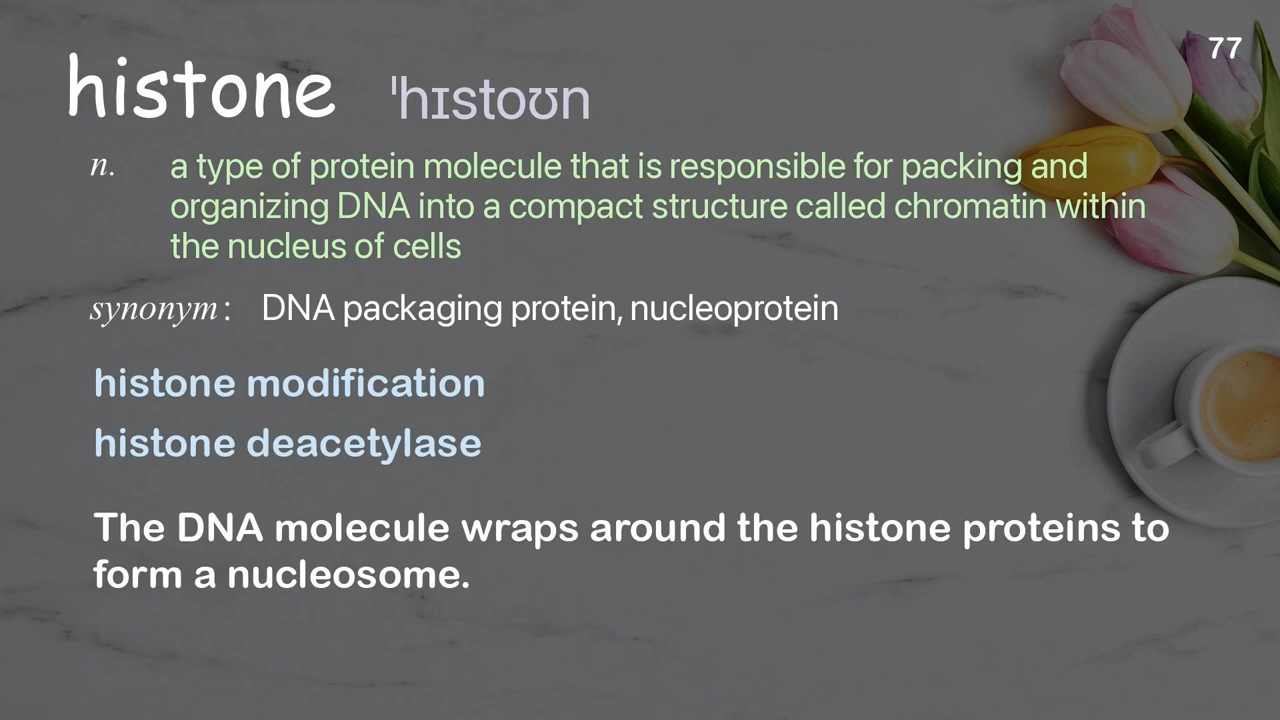 77
histone ˈhɪstoʊn
n. a type of protein molecule that is responsible for packing and
organizing DNA into a compact structure called chromatin within
the nucleus of cells
synonym: DNA packaging protein, nucleoprotein
histone modification
histone deacetylase
The DNA molecule wraps around the histone proteins to
form a nucleosome.